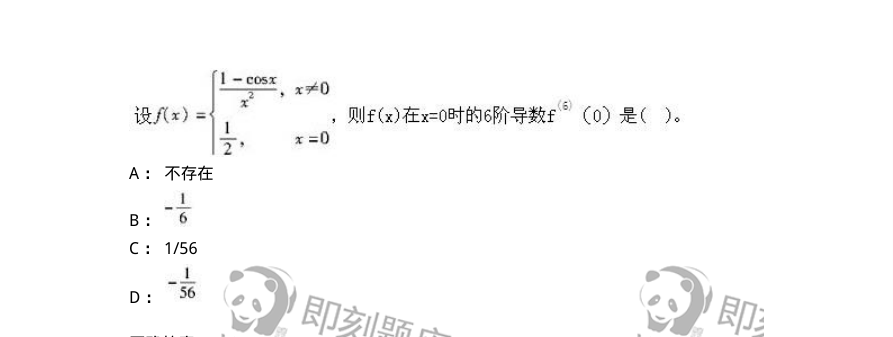 设f(x)={1-cosx/x², x≠0
1/2, x=0 ，则f(x)在x=0时的6阶导数f⁽⁶⁾（0）是( )。
A： 不存在
B： -1/6
C： 1/56
D： -1/56
即刻题库 即刻